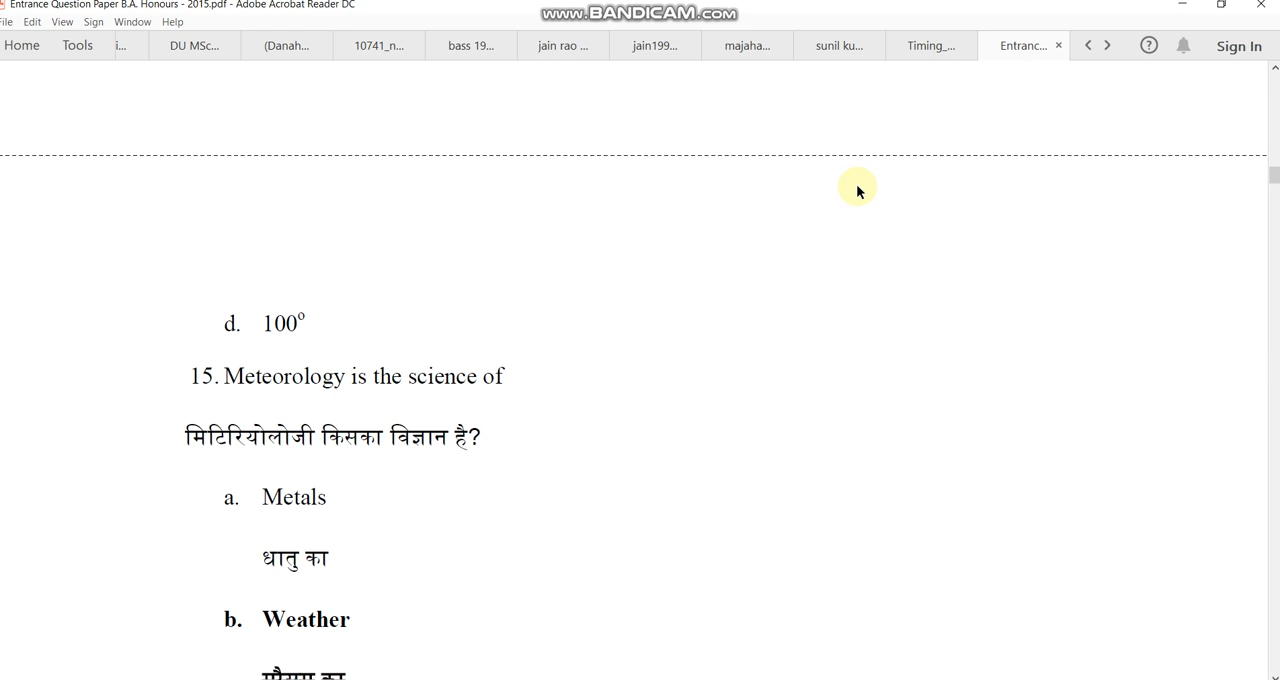 Entrance Question Paper B.A. Honours - 2015.pdf - Adobe Acrobat Reader DC
www.BANDICAM.com
File Edit View Sign Window Help
Home Tools i... DU MSc... (Danah... 10741_n... bass 19... jain rao ... jain199... majaha... sunil ku... Timing_... Entranc... × Sign In
d. 100°
15. Meteorology is the science of
मिटिरियोलोजी किसका विज्ञान है?
a. Metals
धातु का
b. Weather